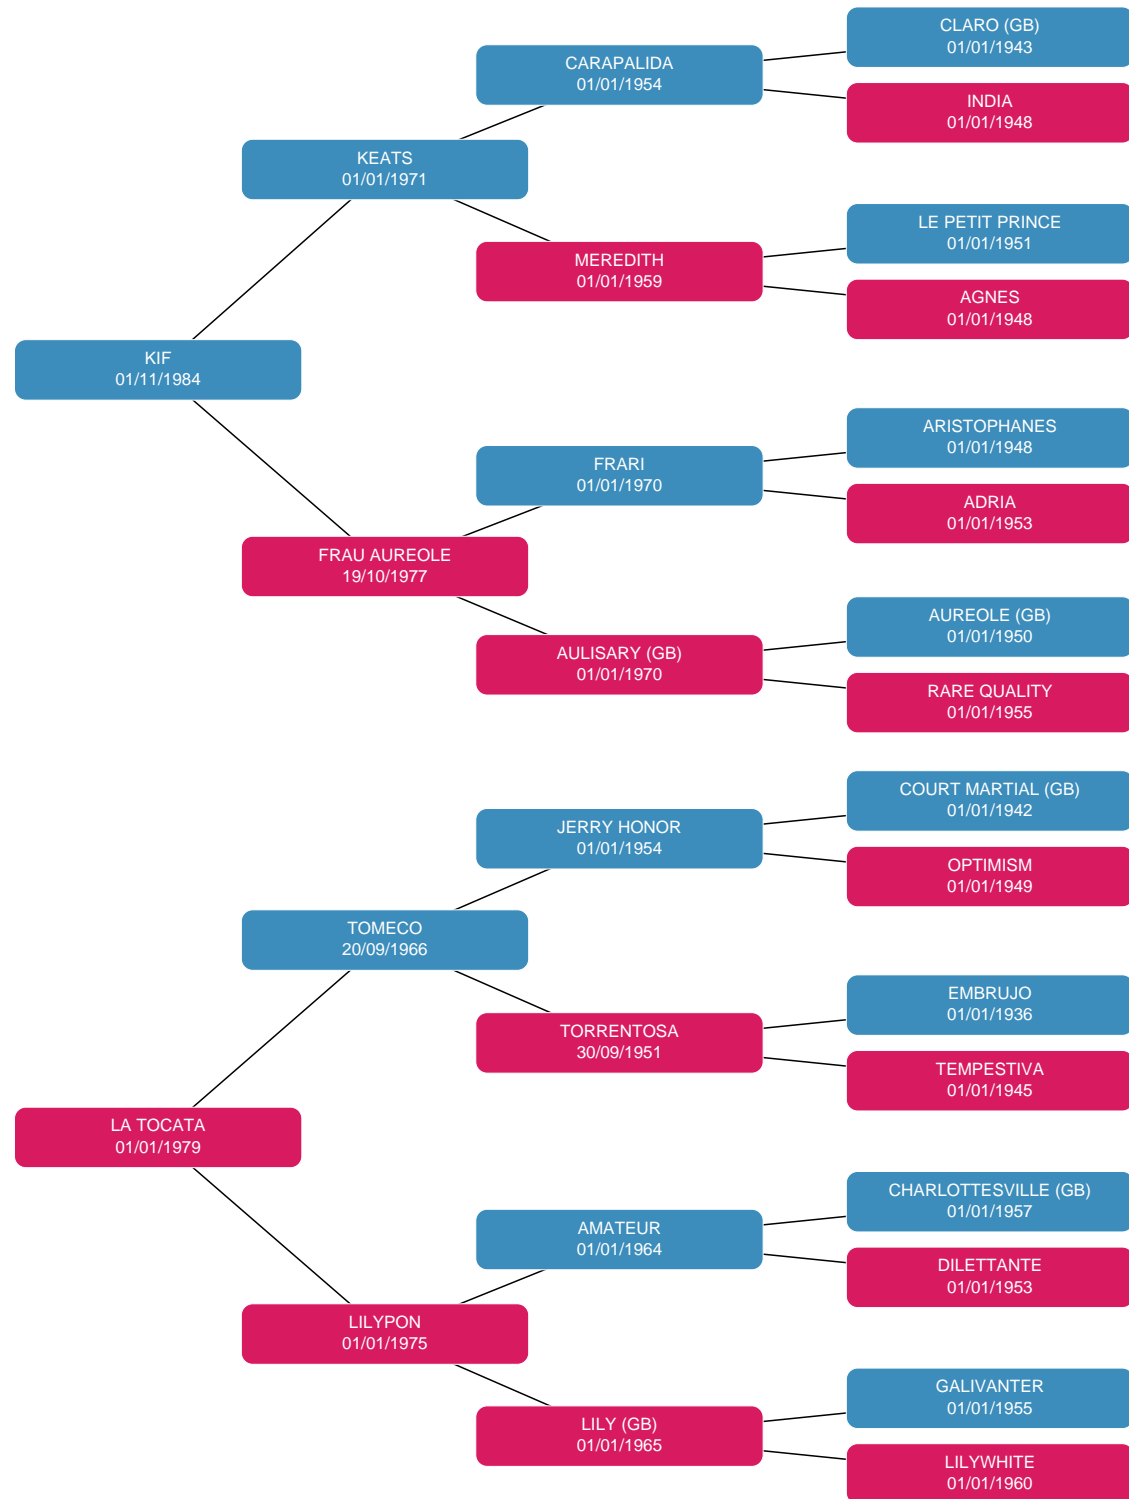 CLARO (GB)
01/01/1943
CARAPALIDA
01/01/1954
INDIA
01/01/1948
KEATS
01/01/1971
LE PETIT PRINCE
01/01/1951
MEREDITH
01/01/1959
AGNES
01/01/1948
KIF
01/11/1984
ARISTOPHANES
01/01/1948
FRARI
01/01/1970
ADRIA
01/01/1953
FRAU AUREOLE
19/10/1977
AUREOLE (GB)
01/01/1950
AULISARY (GB)
01/01/1970
RARE QUALITY
01/01/1955
COURT MARTIAL (GB)
01/01/1942
JERRY HONOR
01/01/1954
OPTIMISM
01/01/1949
TOMECO
20/09/1966
EMBRUJO
01/01/1936
TORRENTOSA
30/09/1951
TEMPESTIVA
01/01/1945
LA TOCATA
01/01/1979
CHARLOTTESVILLE (GB)
01/01/1957
AMATEUR
01/01/1964
DILETTANTE
01/01/1953
LILYPON
01/01/1975
GALIVANTER
01/01/1955
LILY (GB)
01/01/1965
LILYWHITE
01/01/1960